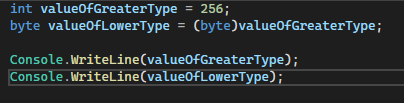 int valueOfGreaterType = 256;
byte valueOfLowerType = (byte)valueOfGreaterType;
Console.WriteLine(valueOfGreaterType);
Console.WriteLine(valueOfLowerType);